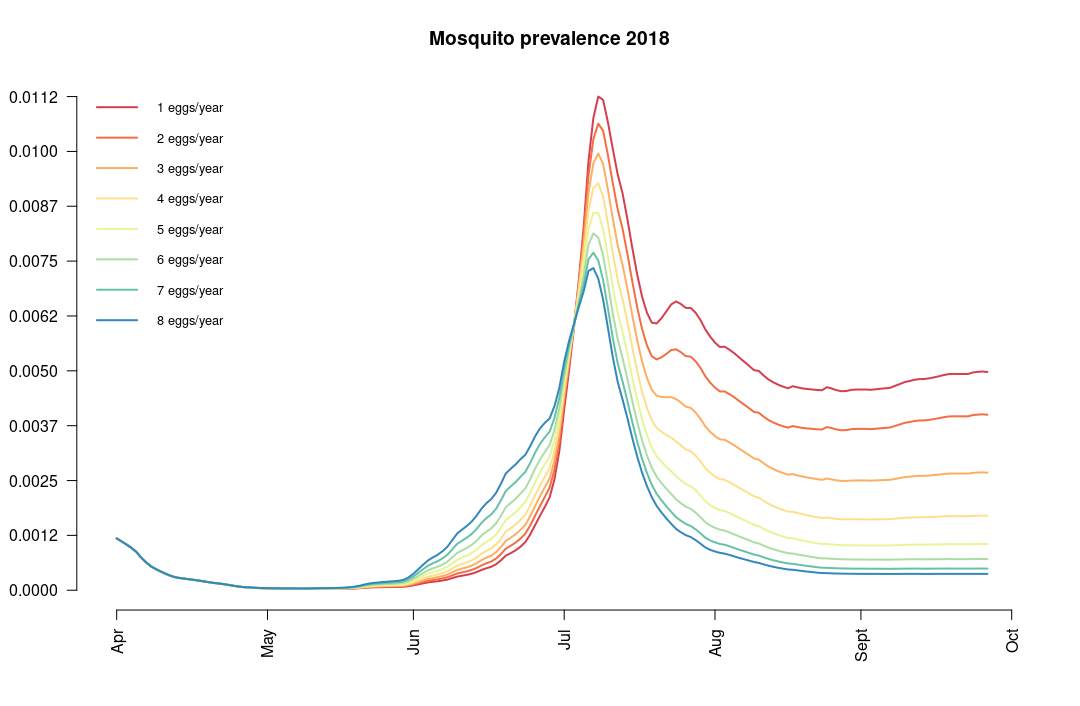 Mosquito prevalence 2018
0.0112
0.0100
0.0087
0.0075
0.0062
0.0050
0.0037
0.0025
0.0012
0.0000
1 eggs/year
2 eggs/year
3 eggs/year
4 eggs/year
5 eggs/year
6 eggs/year
7 eggs/year
8 eggs/year
Apr
May
Jun
Jul
Aug
Sept
Oct